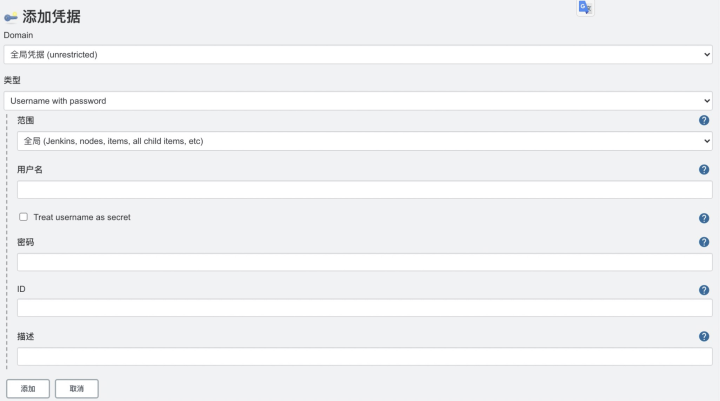 添加凭据
Domain
全局凭据 (unrestricted)
类型
Username with password
范围
全局 (Jenkins, nodes, items, all child items, etc)
用户名
Treat username as secret
密码
ID
描述
添加 取消